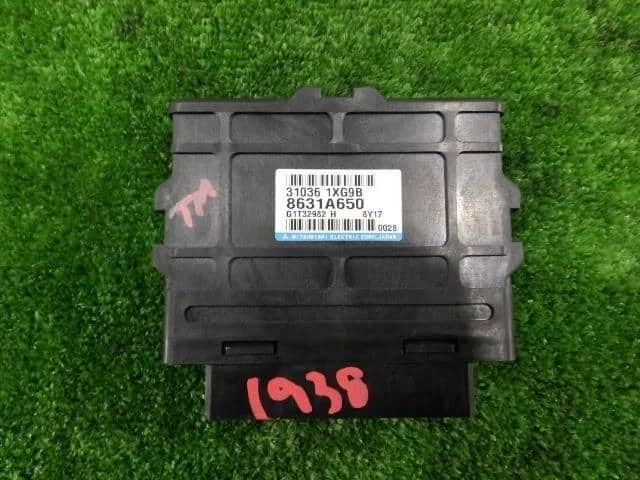 TM
31036 1XG9B
8631A650
G1T32982 H 8Y17
0028
MITSUBISHI ELECTRIC CORP. JAPAN
1938